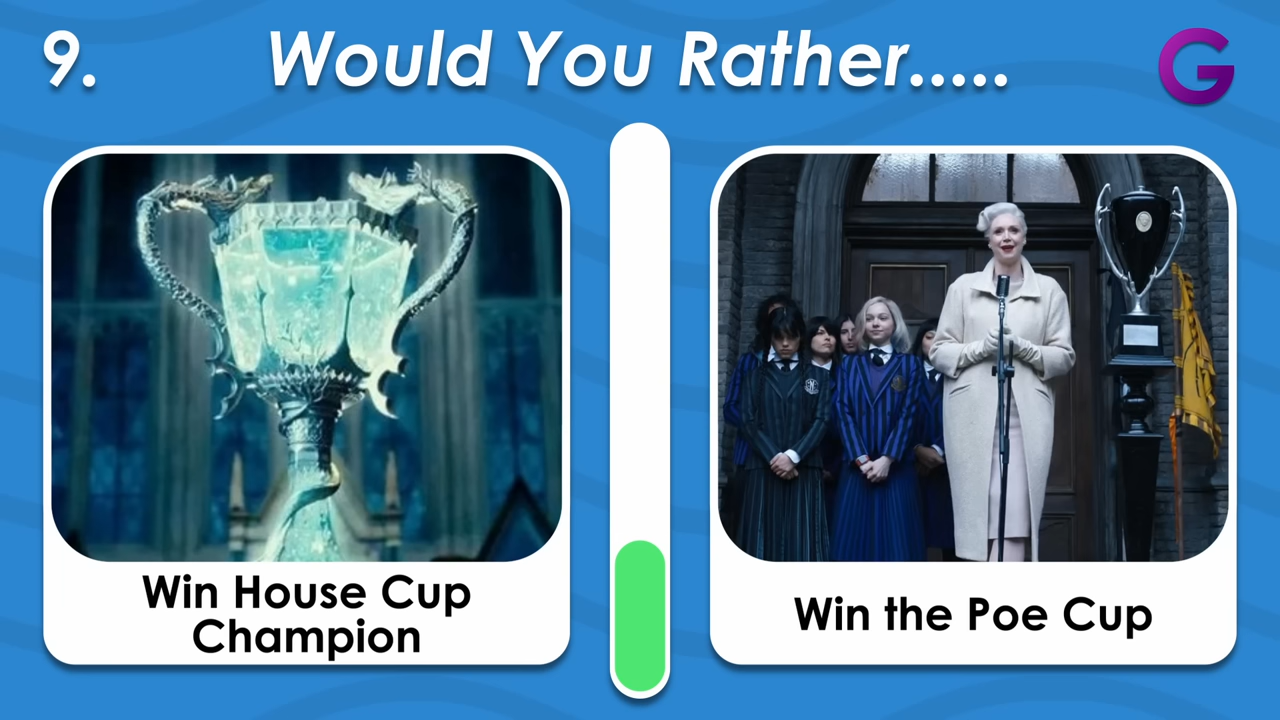 9.
Would You Rather.....
G
Win House Cup
Champion
Win the Poe Cup